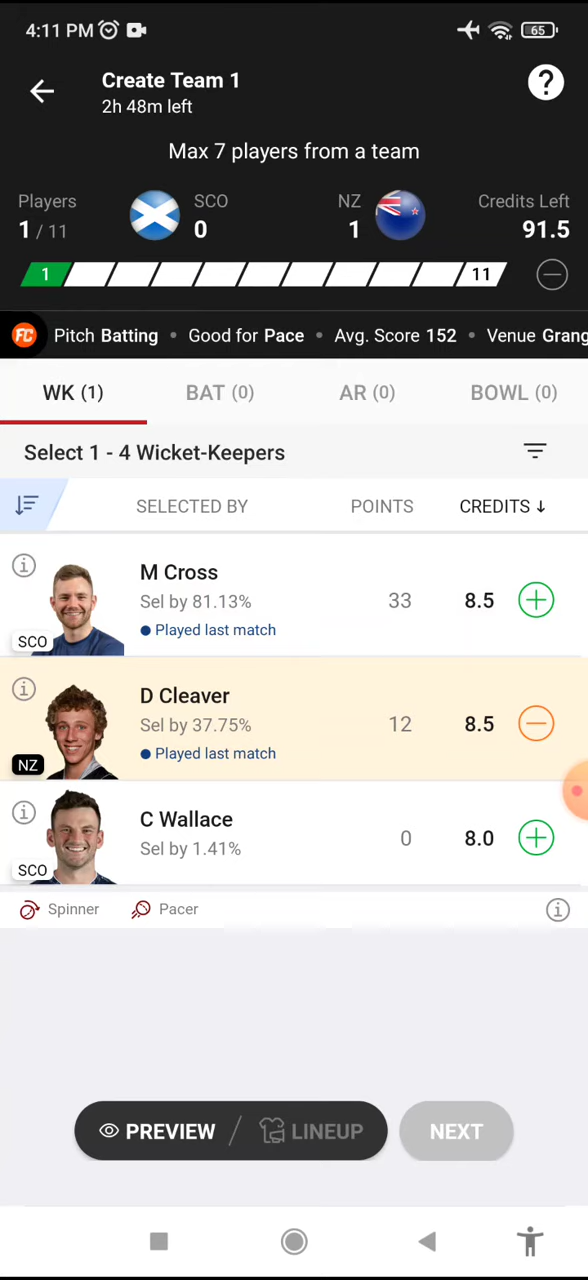 4:11 PM 65
Create Team 1
2h 48m left
?
Max 7 players from a team
Players SCO NZ Credits Left
1 / 11 0 1 91.5
1 11
FC Pitch Batting • Good for Pace • Avg. Score 152 • Venue Grang
WK (1) BAT (0) AR (0) BOWL (0)
Select 1 - 4 Wicket-Keepers
SELECTED BY POINTS CREDITS ↓
M Cross
Sel by 81.13% 33 8.5
Played last match
SCO
D Cleaver
Sel by 37.75% 12 8.5
Played last match
NZ
C Wallace
Sel by 1.41% 0 8.0
SCO
Spinner Pacer
PREVIEW / LINEUP NEXT